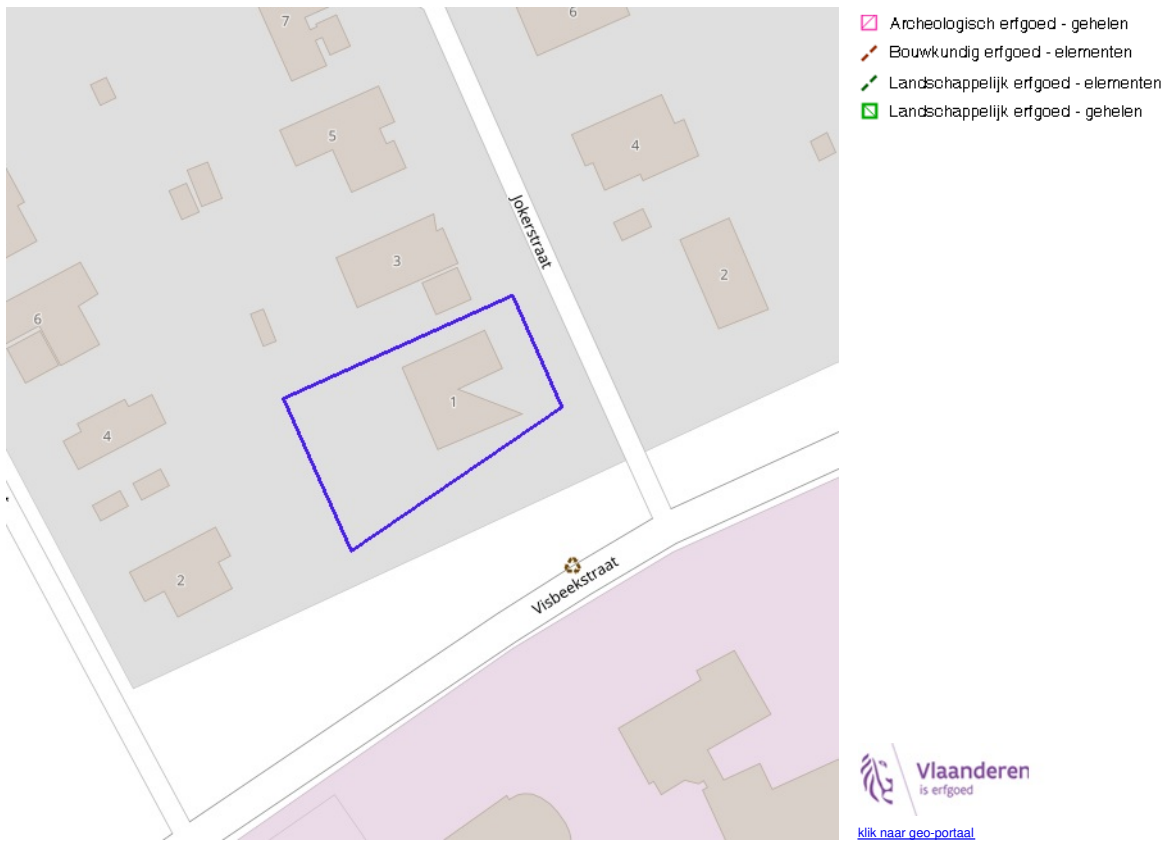 7
6
5
4
Jokerstraat
3
2
6
1
4
2
Visbeekstraat
Archeologisch erfgoed - gehelen
Bouwkundig erfgoed - elementen
Landschappelijk erfgoed - elementen
Landschappelijk erfgoed - gehelen
Vlaanderen
is erfgoed
klik naar geo-portaal